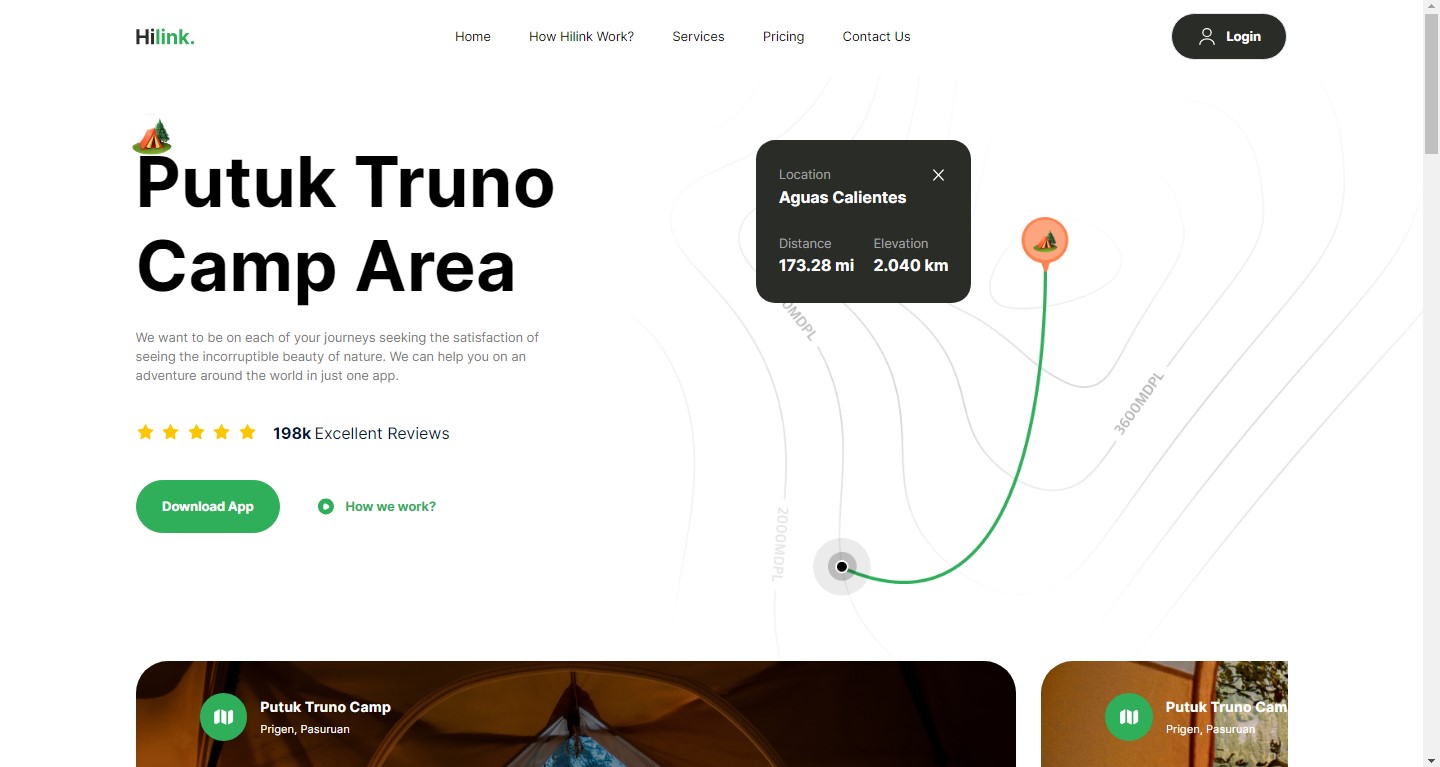 Hilink.
Home
How Hilink Work?
Services
Pricing
Contact Us
Login
Putuk Truno
Camp Area
We want to be on each of your journeys seeking the satisfaction of
seeing the incorruptible beauty of nature. We can help you on an
adventure around the world in just one app.
198k Excellent Reviews
Download App
How we work?
Location
Aguas Calientes
Distance
Elevation
173.28 mi
2.040 km
0MDPL
3600MDPL
2000MDPL
Putuk Truno Camp
Prigen, Pasuruan
Putuk Truno Cam
Prigen, Pasuruan